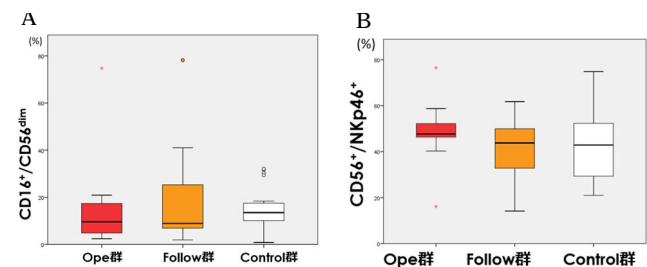 A
(%)
80
60
40
20
0
CD16⁺/CD56ᵈⁱᵐ
Ope群 Follow群 Control群
B
(%)
80
60
40
20
0
CD56⁺/NKp46⁺
Ope群 Follow群 Control群